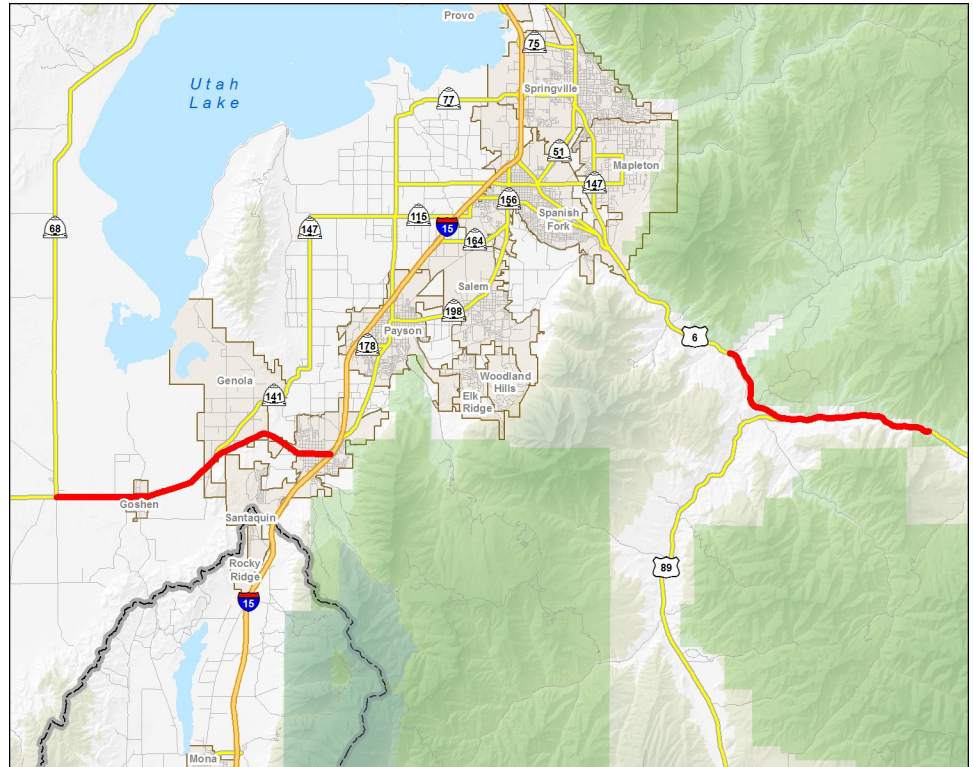 Provo
75
Utah
Lake
Springville
77
51
Mapleton
147
156
68
115
Spanish
Fork
147
15
164
Salem
198
Payson
6
178
Woodland
Hills
Genola
Elk
Ridge
141
Goshen
Santaquin
Rocky
Ridge
89
15
Mona